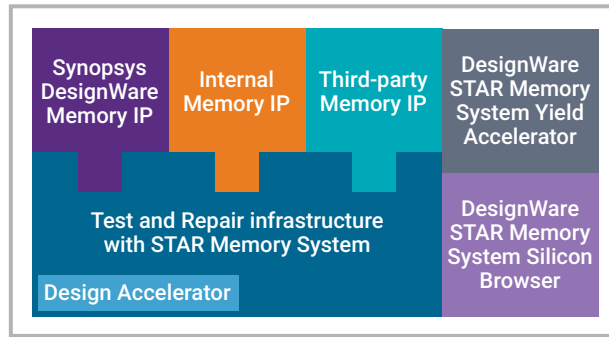 Synopsys
DesignWare
Memory IP
Internal
Memory IP
Third-party
Memory IP
DesignWare
STAR Memory
System Yield
Accelerator
Test and Repair infrastructure
with STAR Memory System
Design Accelerator
DesignWare
STAR Memory
System Silicon
Browser